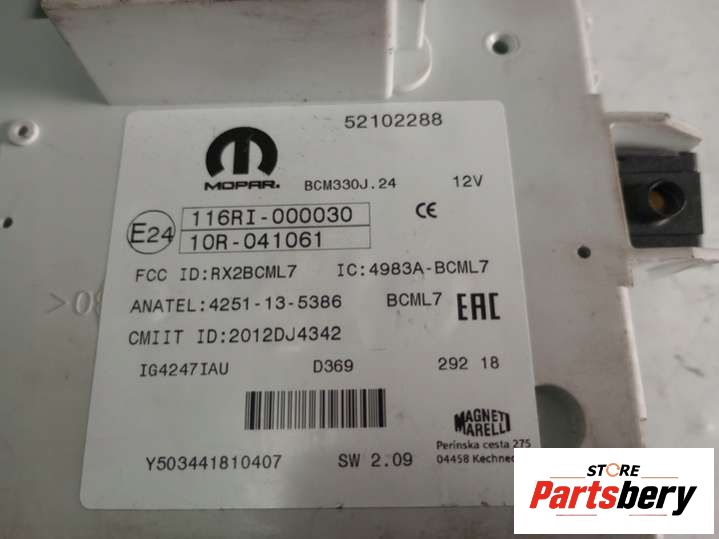 52102288
MOPAR.
BCM330J.24 12V
E24 116RI-000030
10R-041061 CE
FCC ID:RX2BCML7 IC:4983A-BCML7
ANATEL:4251-13-5386 BCML7 EAC
CMIIT ID:2012DJ4342
IG4247IAU D369 292 18
MAGNETI
MARELLI
Perinska cesta 275
04458 Kechnec
Y503441810407 SW 2.09
STORE
Partsbery